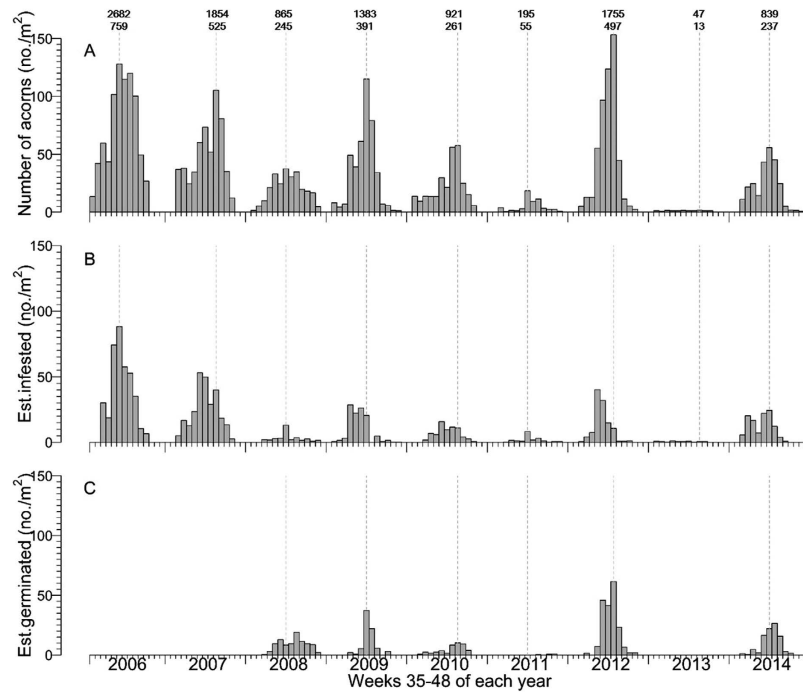 2682 1854 865 1383 921 195 1755 47 839
759 525 245 391 261 55 497 13 237
A
Number of acorns (no./m²)
150
100
50
0
B
Est.infested (no./m²)
150
100
50
0
C
Est.germinated (no./m²)
150
100
50
0
2006 2007 2008 2009 2010 2011 2012 2013 2014
Weeks 35-48 of each year